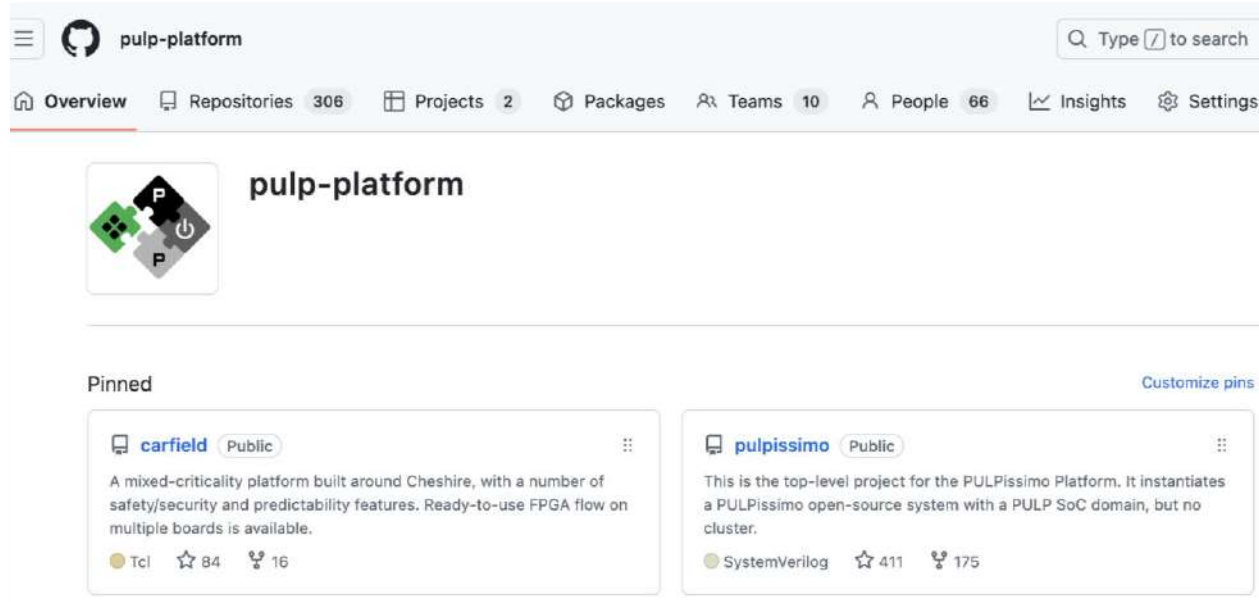 pulp-platform
Type / to search
Overview Repositories 306 Projects 2 Packages Teams 10 People 66 Insights Settings
P
P
pulp-platform
Pinned
Customize pins
carfield Public
A mixed-criticality platform built around Cheshire, with a number of
safety/security and predictability features. Ready-to-use FPGA flow on
multiple boards is available.
Tcl 84 16
pulpissimo Public
This is the top-level project for the PULPissimo Platform. It instantiates
a PULPissimo open-source system with a PULP SoC domain, but no
cluster.
SystemVerilog 411 175